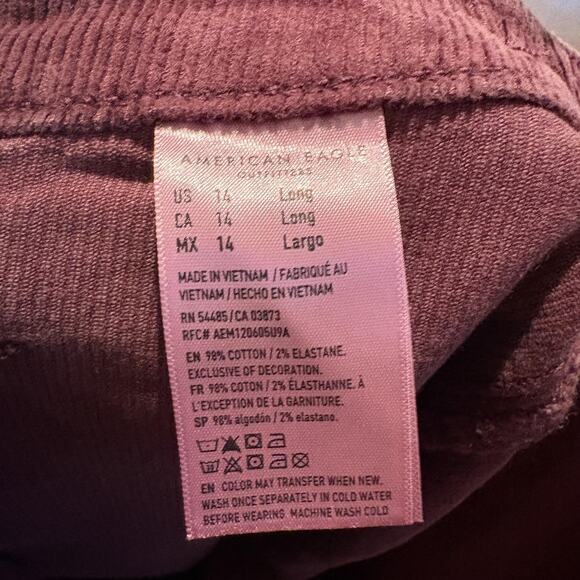 AMERICAN EAGLE
OUTFITTERS
US 14 Long
CA 14 Long
MX 14 Largo
MADE IN VIETNAM / FABRIQUÉ AU
VIETNAM / HECHO EN VIETNAM
RN 54485 / CA 03873
RFC# AEM120605U9A
EN 98% COTTON / 2% ELASTANE.
EXCLUSIVE OF DECORATION.
FR 98% COTON / 2% ÉLASTHANNE. À
L'EXCEPTION DE LA GARNITURE.
SP 98% algodón / 2% elastano.
EN COLOR MAY TRANSFER WHEN NEW.
WASH ONCE SEPARATELY IN COLD WATER
BEFORE WEARING. MACHINE WASH COLD